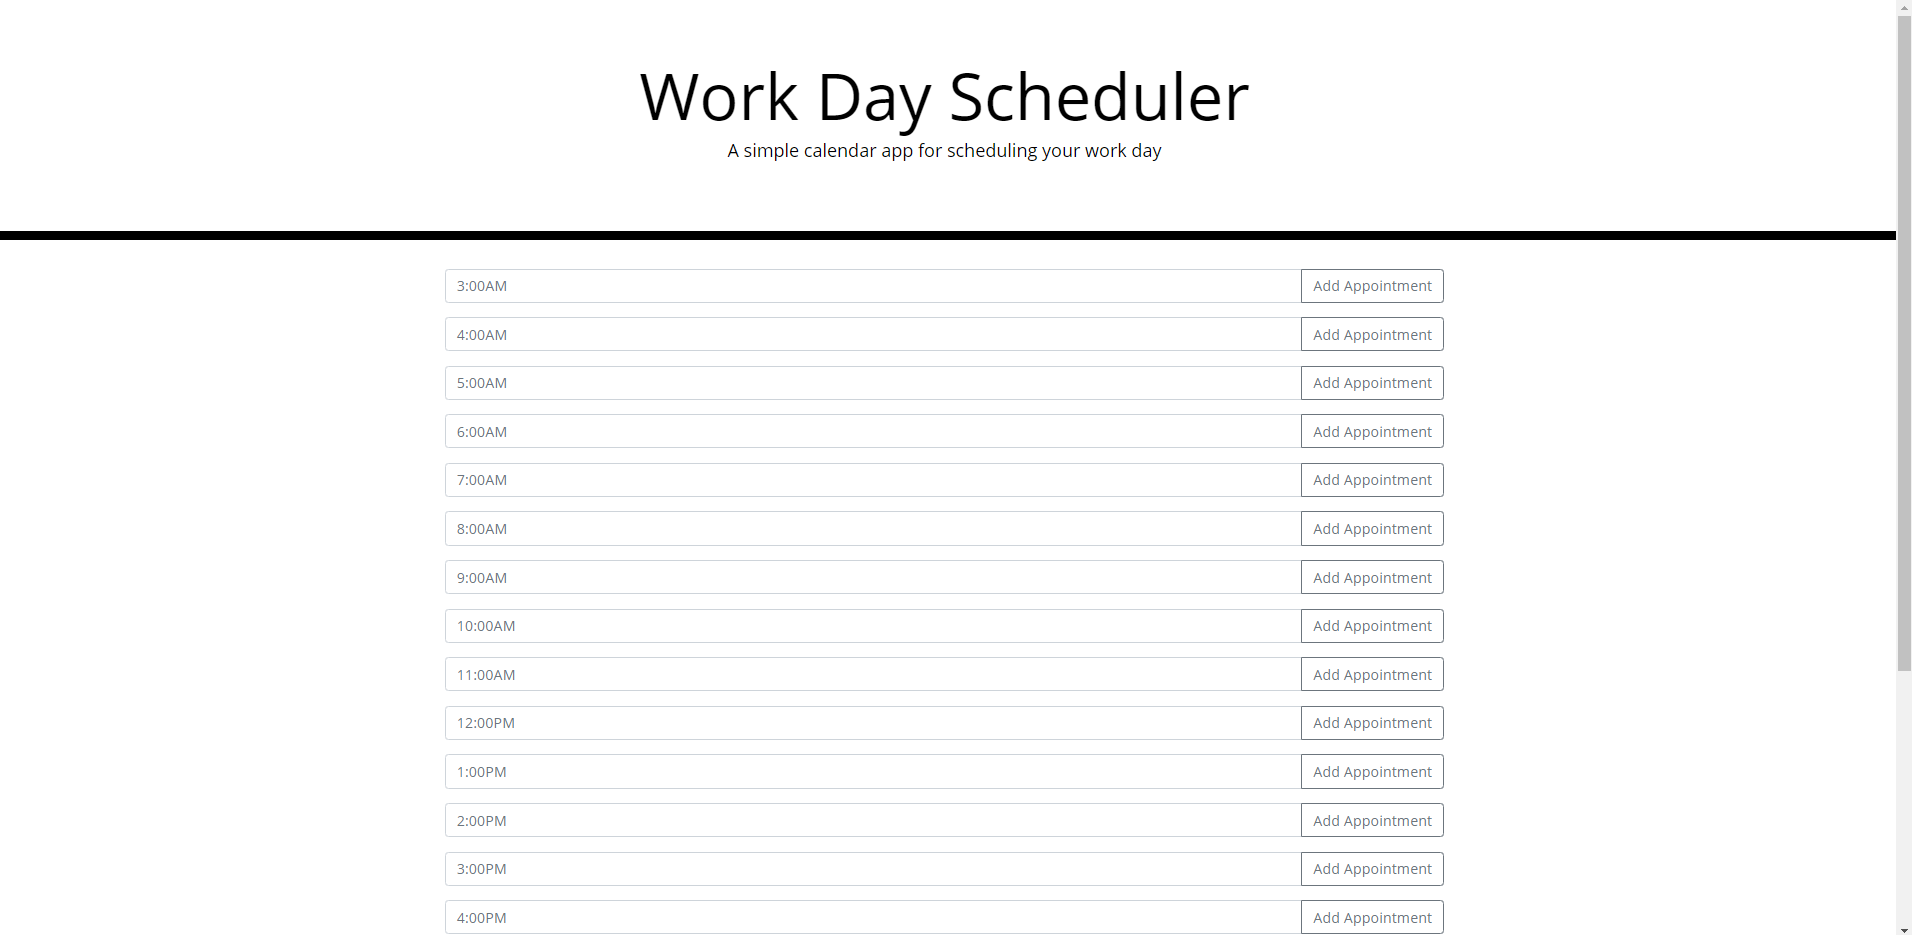 Work Day Scheduler
A simple calendar app for scheduling your work day
3:00AM Add Appointment
4:00AM Add Appointment
5:00AM Add Appointment
6:00AM Add Appointment
7:00AM Add Appointment
8:00AM Add Appointment
9:00AM Add Appointment
10:00AM Add Appointment
11:00AM Add Appointment
12:00PM Add Appointment
1:00PM Add Appointment
2:00PM Add Appointment
3:00PM Add Appointment
4:00PM Add Appointment